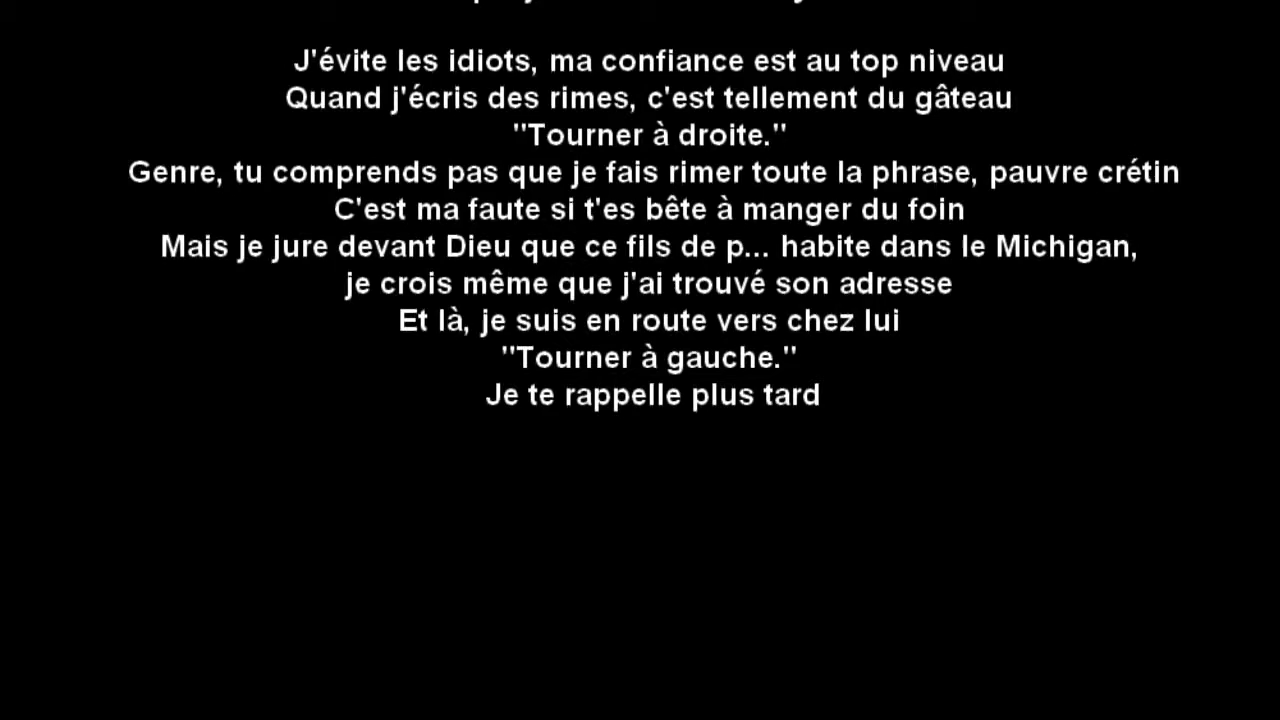 J'évite les idiots, ma confiance est au top niveau
Quand j'écris des rimes, c'est tellement du gâteau
"Tourner à droite."
Genre, tu comprends pas que je fais rimer toute la phrase, pauvre crétin
C'est ma faute si t'es bête à manger du foin
Mais je jure devant Dieu que ce fils de p... habite dans le Michigan,
je crois même que j'ai trouvé son adresse
Et là, je suis en route vers chez lui
"Tourner à gauche."
Je te rappelle plus tard